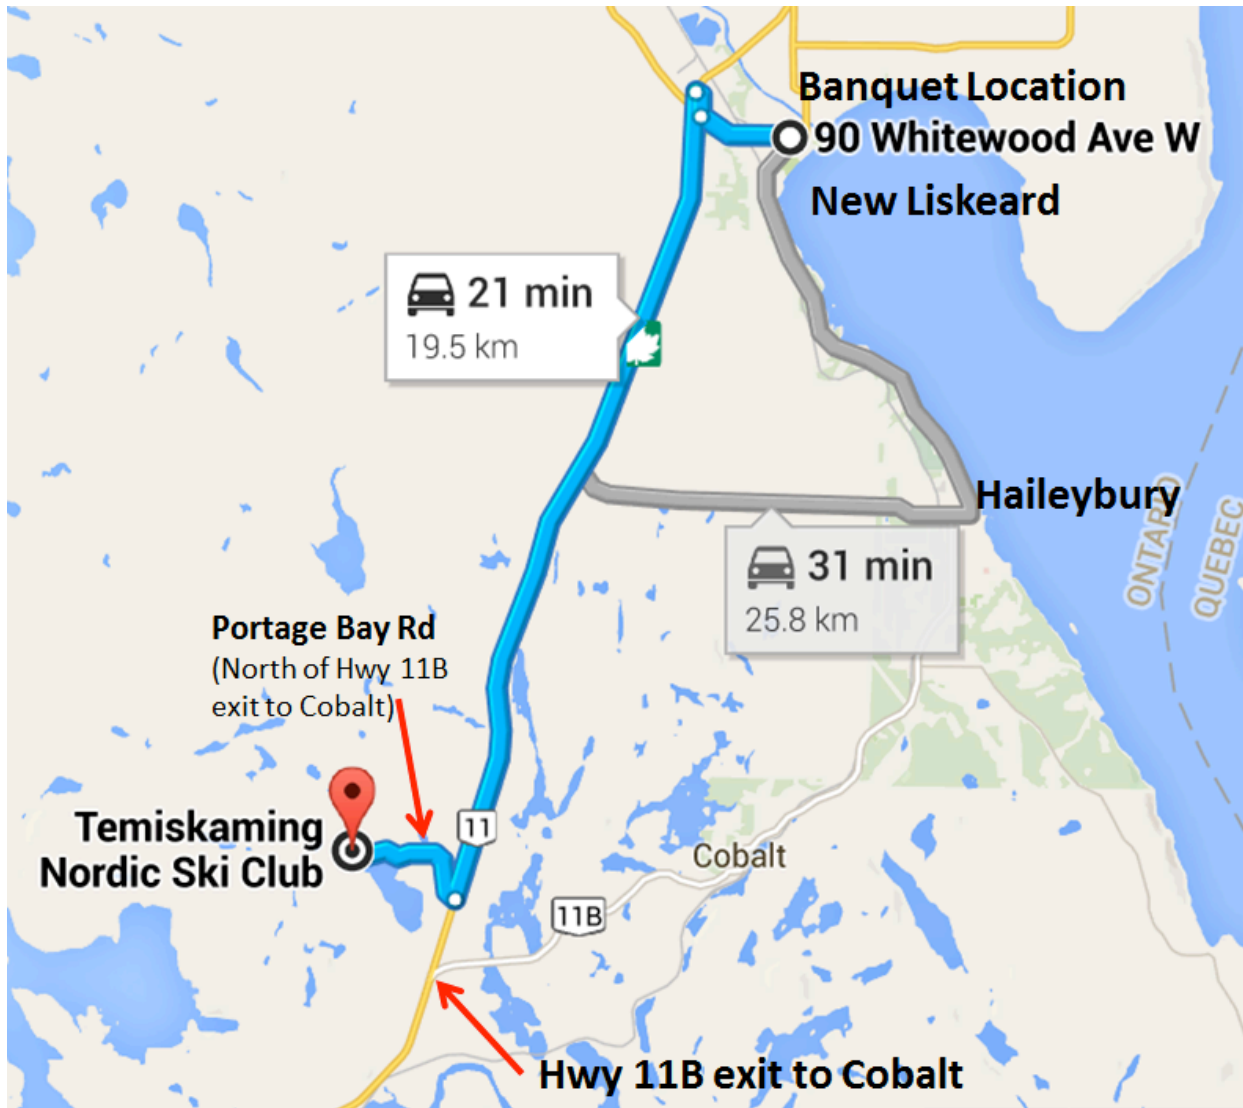 Banquet Location
90 Whitewood Ave W
New Liskeard
21 min
19.5 km
Haileybury
31 min
25.8 km
ONTARIO
QUEBEC
Portage Bay Rd
(North of Hwy 11B
exit to Cobalt)
Temiskaming
Nordic Ski Club
11
Cobalt
11B
Hwy 11B exit to Cobalt